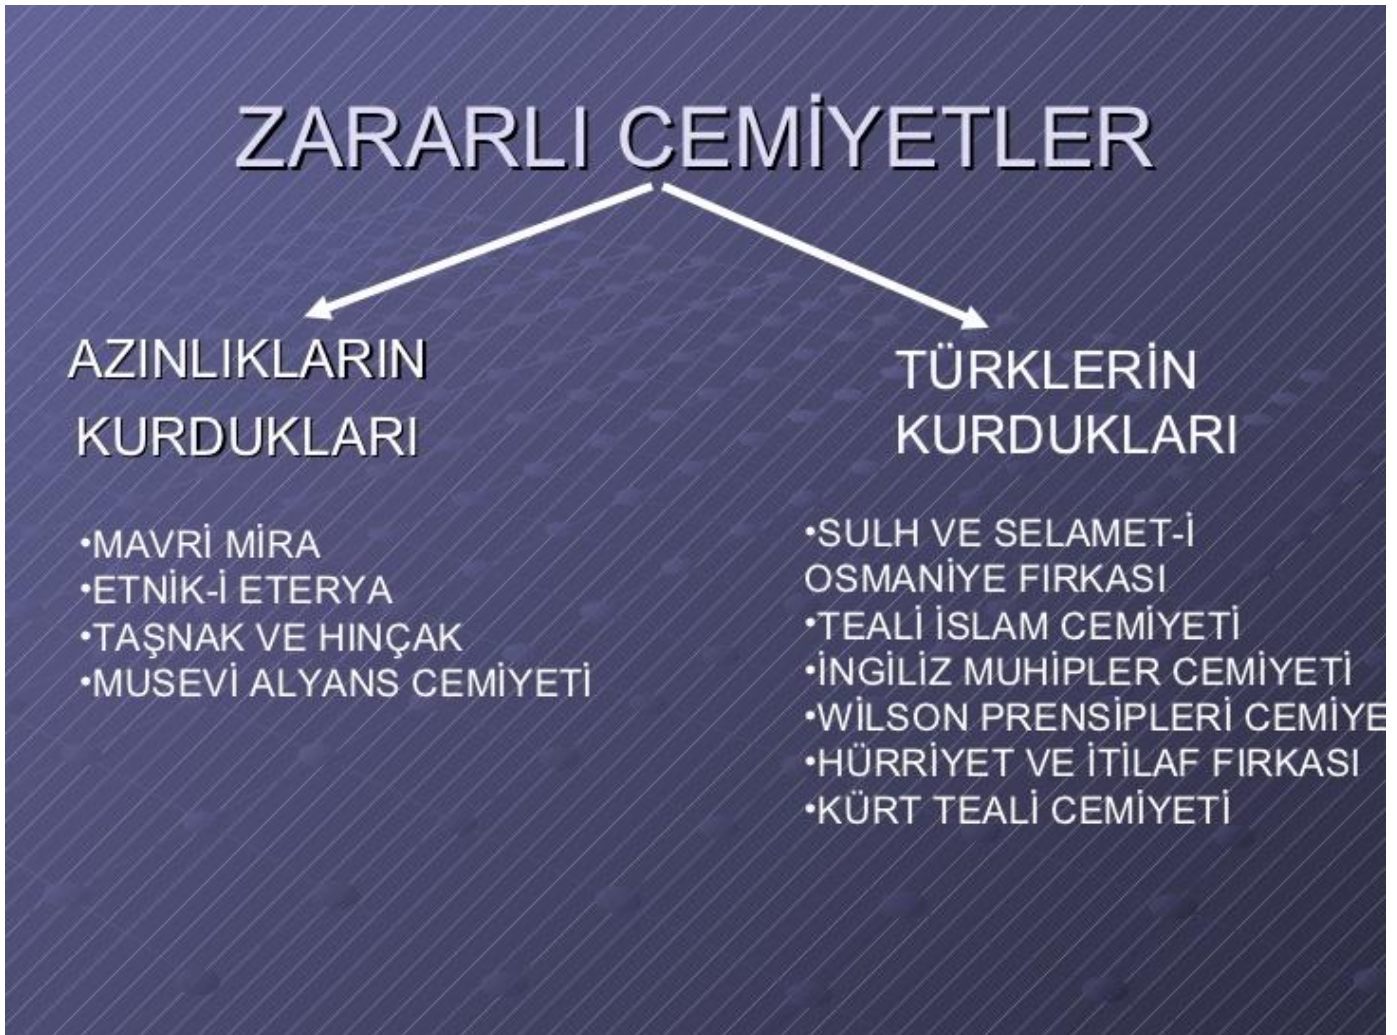 ZARARLI CEMİYETLER
AZINLIKLARIN
KURDUKLARI
•MAVRİ MİRA
•ETNİK-İ ETERYA
•TAŞNAK VE HINÇAK
•MUSEVİ ALYANS CEMİYETİ
TÜRKLERİN
KURDUKLARI
•SULH VE SELAMET-İ
OSMANİYE FIRKASI
•TEALİ İSLAM CEMİYETİ
•İNGİLİZ MUHİPLER CEMİYETİ
•WİLSON PRENSİPLERİ CEMİYE
•HÜRRİYET VE İTİLAF FIRKASI
•KÜRT TEALİ CEMİYETİ